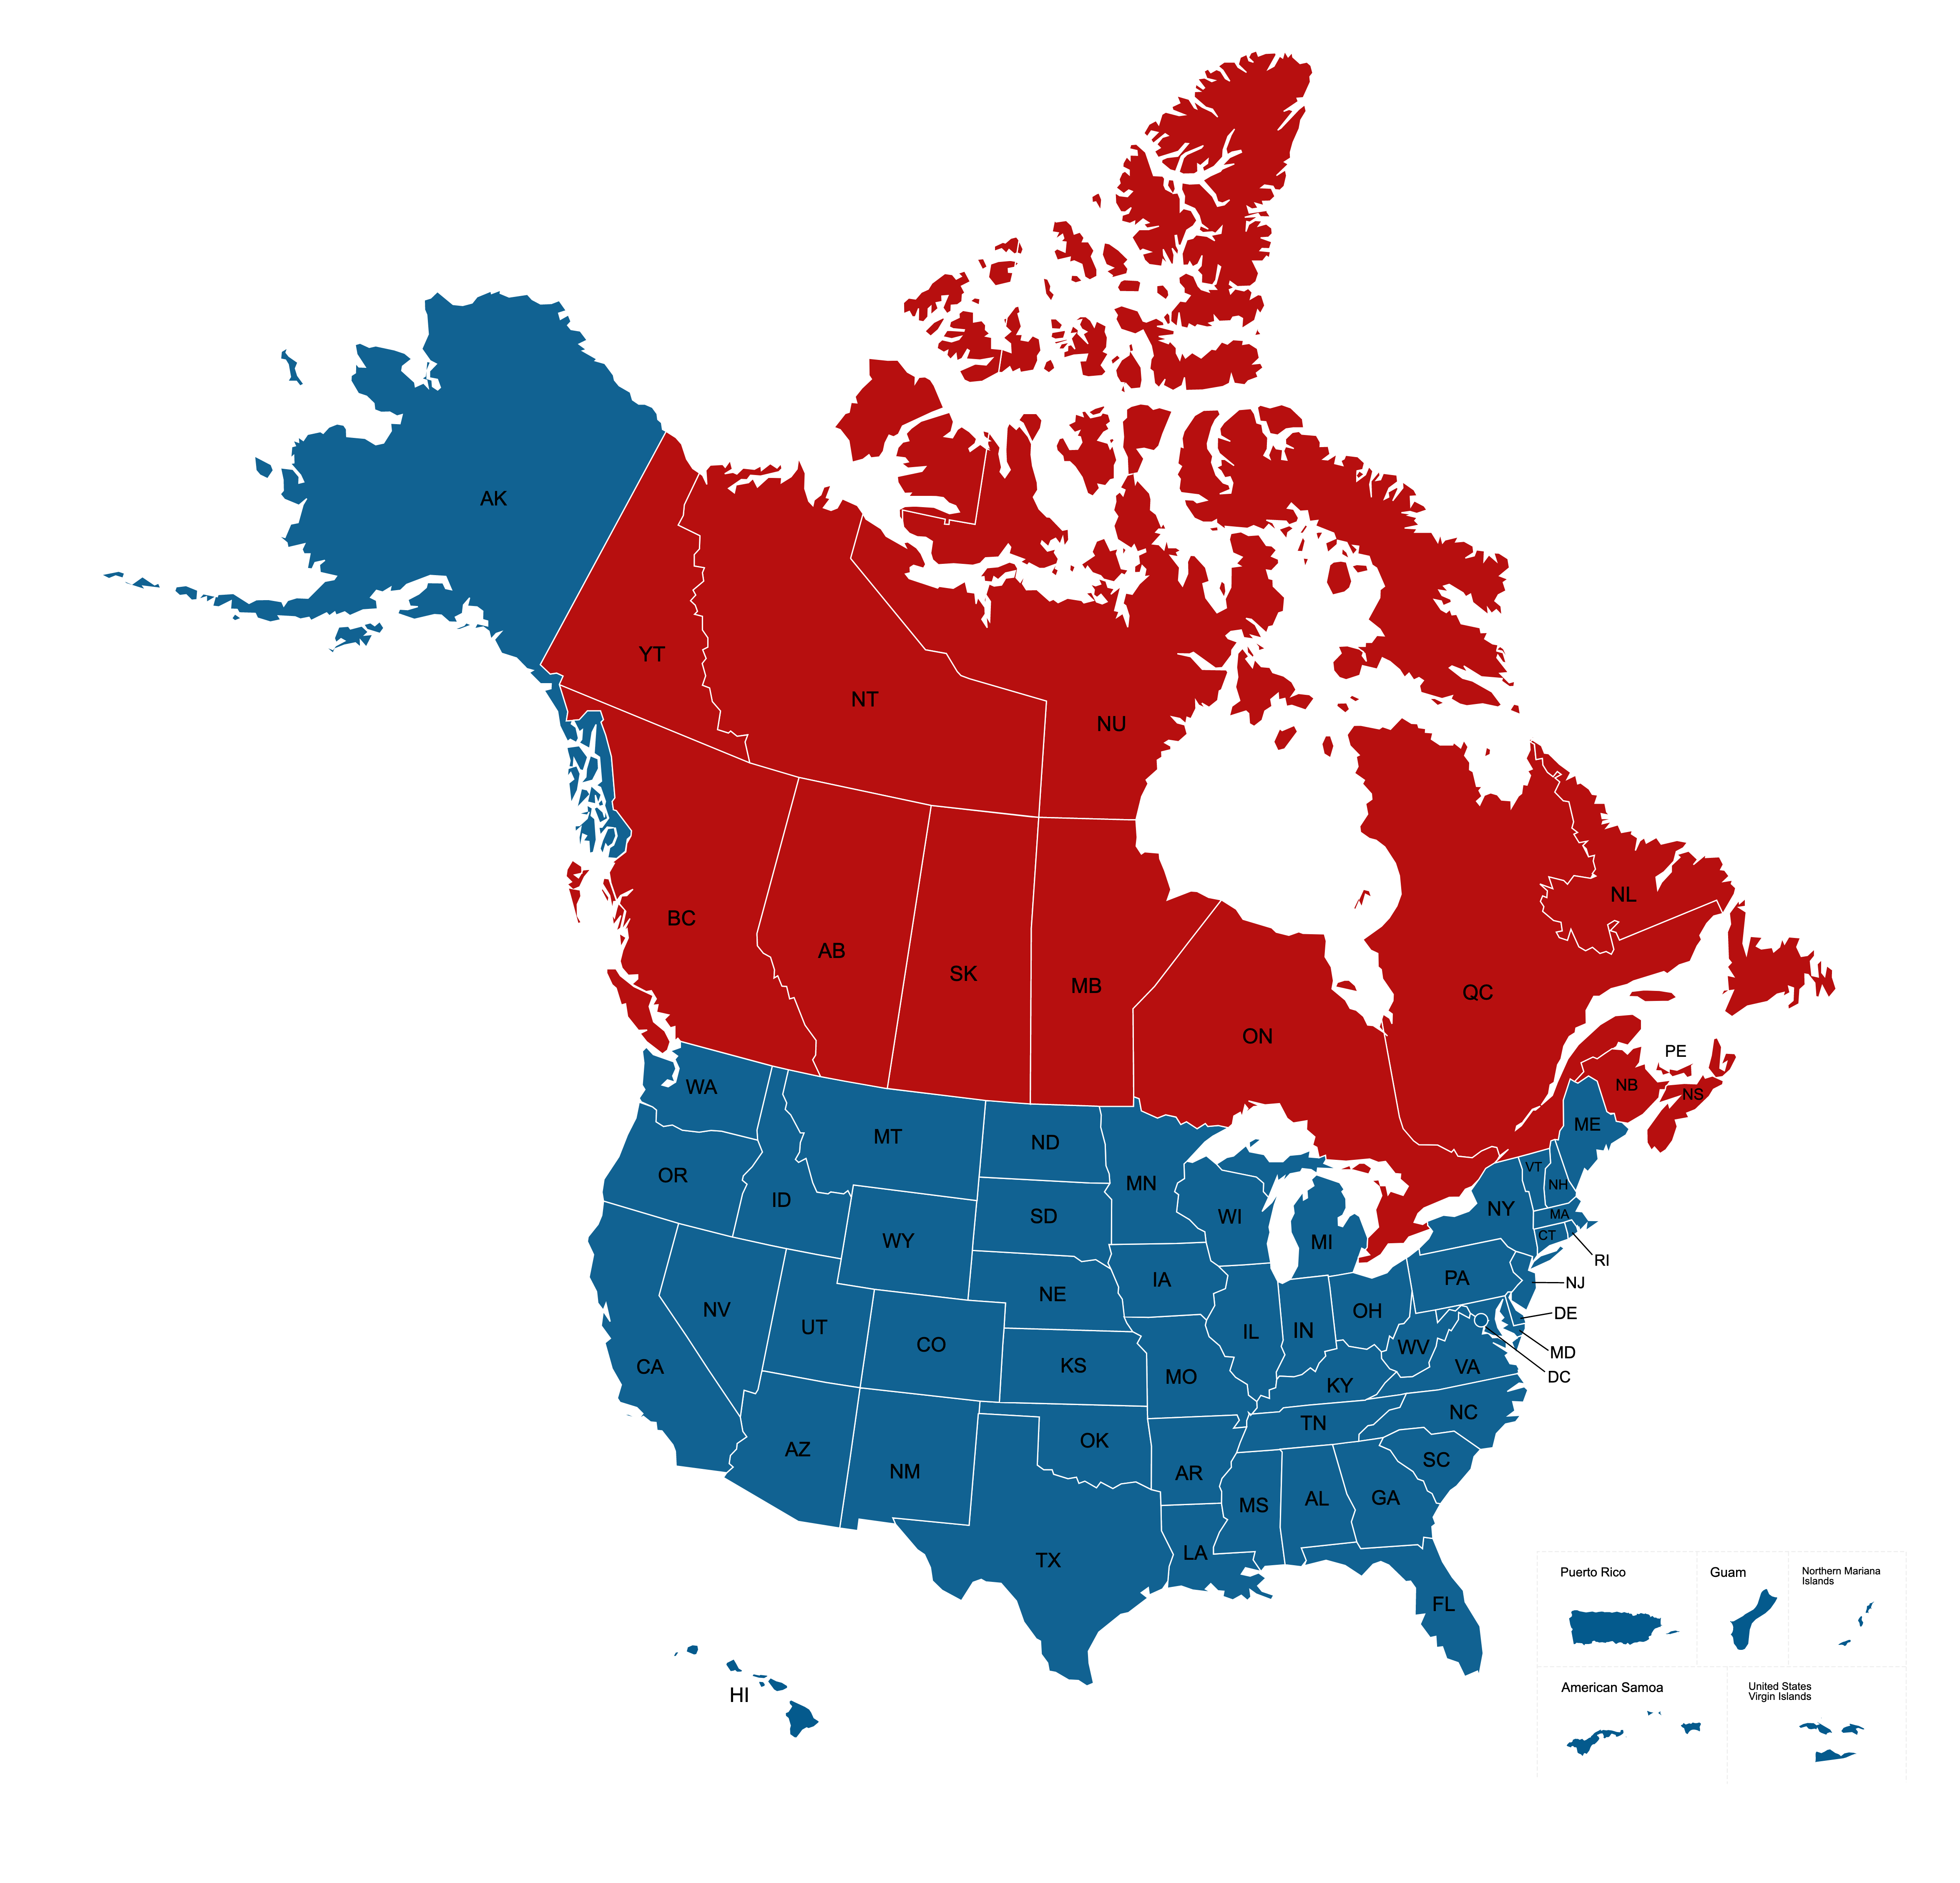 AK
YT
NT
NU
BC
AB
SK
MB
ON
QC
NL
PE
NB
NS
WA
MT
ND
MN
ME
OR
ID
SD
WI
MI
NY
VT
NH
MA
CT
RI
WY
IA
NE
PA
NJ
NV
UT
CO
KS
MO
IL
IN
OH
WV
VA
DE
MD
DC
CA
KY
NC
TN
AZ
NM
OK
AR
SC
MS
AL
GA
TX
LA
FL
HI
Puerto Rico
Guam
Northern Mariana
Islands
American Samoa
United States
Virgin Islands